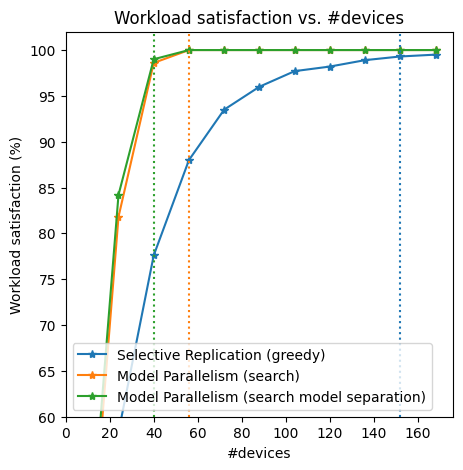 Workload satisfaction vs. #devices
Workload satisfaction (%)
100
95
90
85
80
75
70
65
60
Selective Replication (greedy)
Model Parallelism (search)
Model Parallelism (search model separation)
0 20 40 60 80 100 120 140 160
#devices